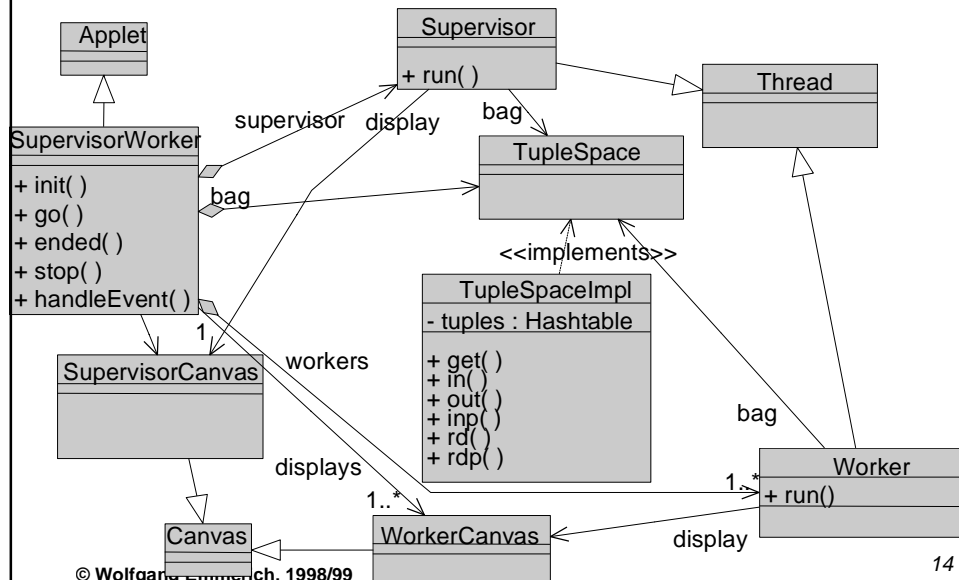 Applet
Supervisor
+ run( )
Thread
SupervisorWorker
+ init( )
+ go( )
+ ended( )
+ stop( )
+ handleEvent( )
supervisor
display
bag
TupleSpace
bag
<<implements>>
TupleSpaceImpl
- tuples : Hashtable
+ get( )
+ in( )
+ out( )
+ inp( )
+ rd( )
+ rdp( )
1
workers
SupervisorCanvas
bag
displays
1..*
1..*
Worker
+ run()
Canvas
WorkerCanvas
display
© Wolfgang Emmerich, 1998/99
14